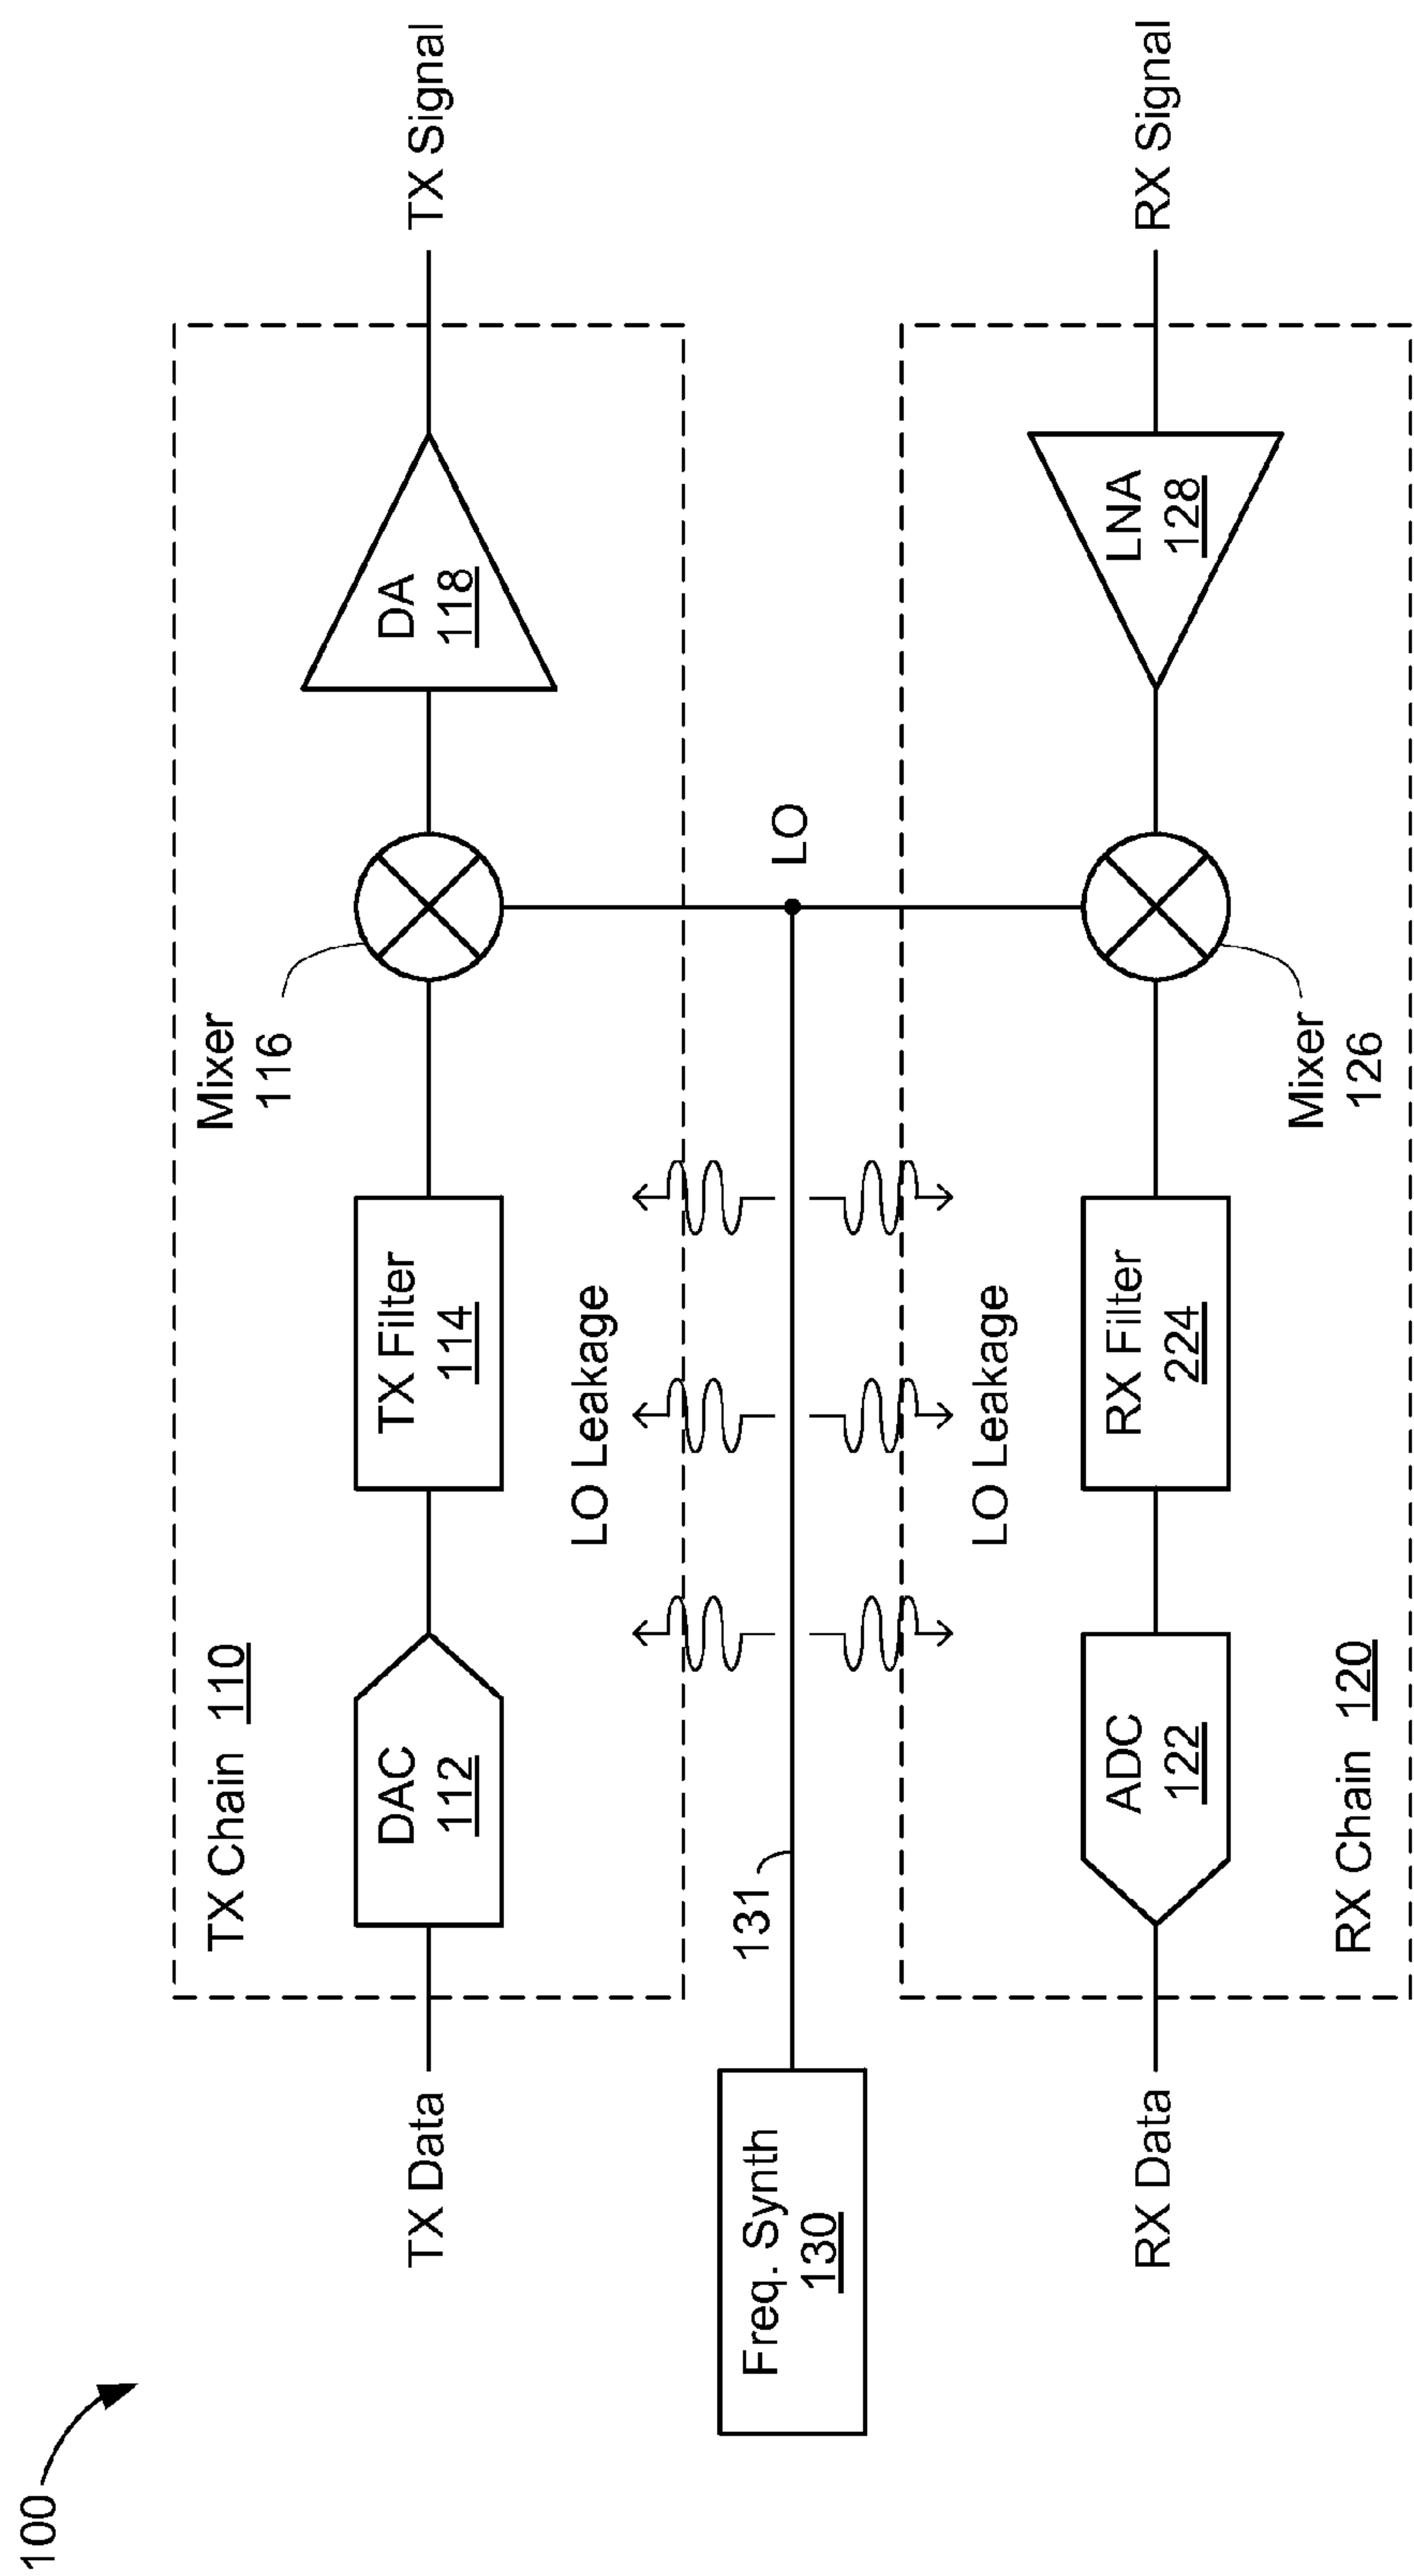 100
TX Chain 110
TX Data
DAC
112
TX Filter
114
Mixer
116
DA
118
TX Signal
LO Leakage
Freq. Synth
130
131
LO
LO Leakage
RX Data
ADC
122
RX Filter
224
Mixer
126
LNA
128
RX Signal
RX Chain 120